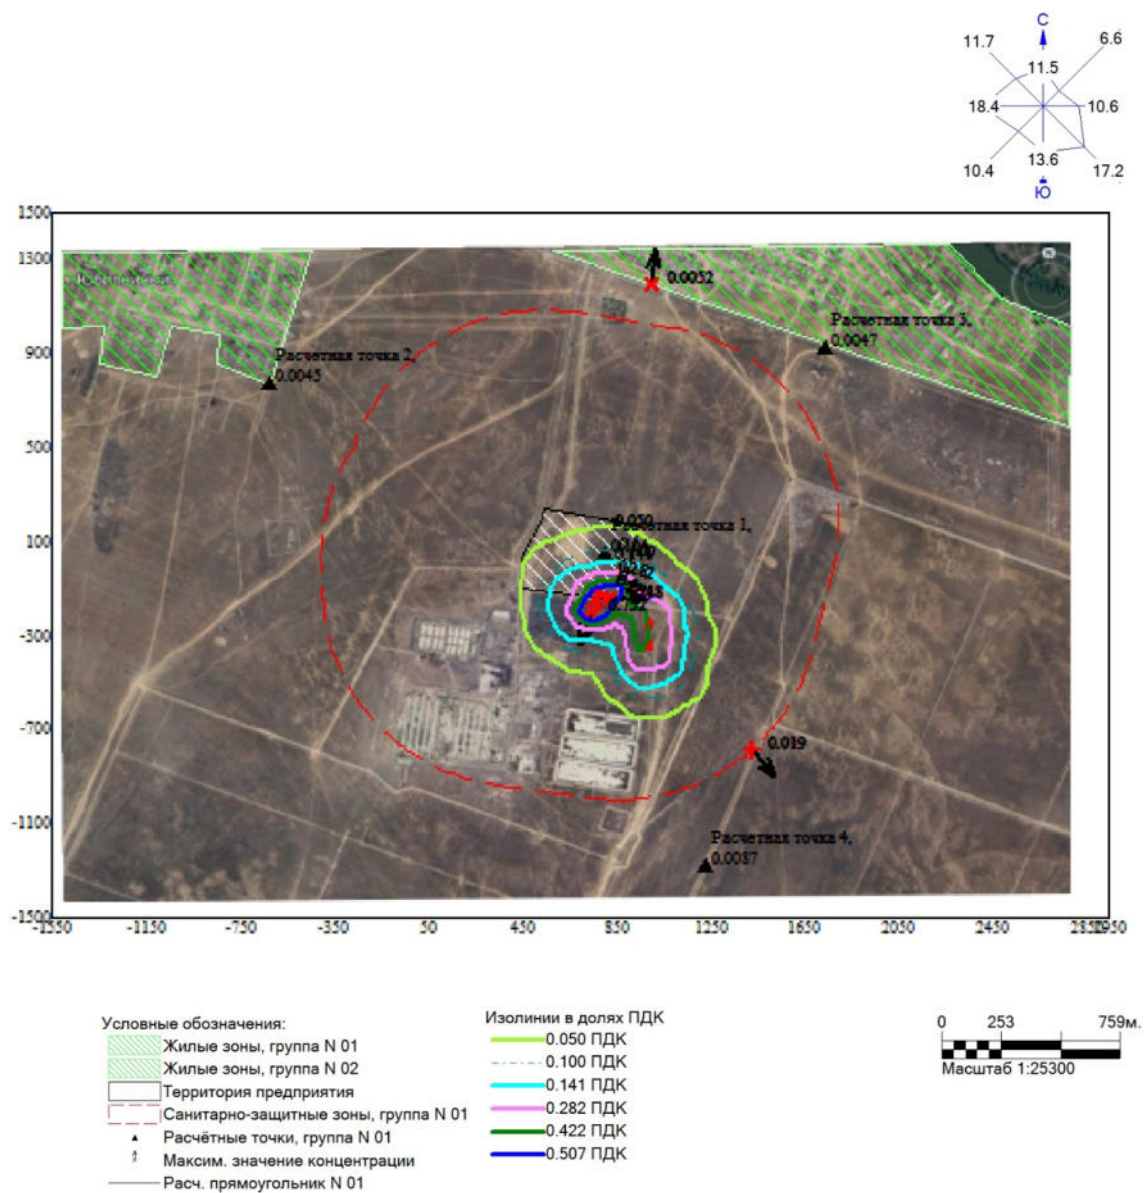 С
11.7
6.6
11.5
18.4
10.6
10.4
13.6
17.2
Ю
1500
1300
0.0052
Расчетная точка 3,
0.0047
900
Расчетная точка 2,
0.0045
500
0.050
Расчетная точка 1,
100
-300
-700
0.019
-1100
Расчетная точка 4,
0.0087
-1500
-1550
-1150
-750
-350
50
450
850
1250
1650
2050
2450
2850
2950
Условные обозначения:
Жилые зоны, группа N 01
Жилые зоны, группа N 02
Территория предприятия
Санитарно-защитные зоны, группа N 01
Расчётные точки, группа N 01
Максим. значение концентрации
Расч. прямоугольник N 01
Изолинии в долях ПДК
0.050 ПДК
0.100 ПДК
0.141 ПДК
0.282 ПДК
0.422 ПДК
0.507 ПДК
0 253 759м.
Масштаб 1:25300